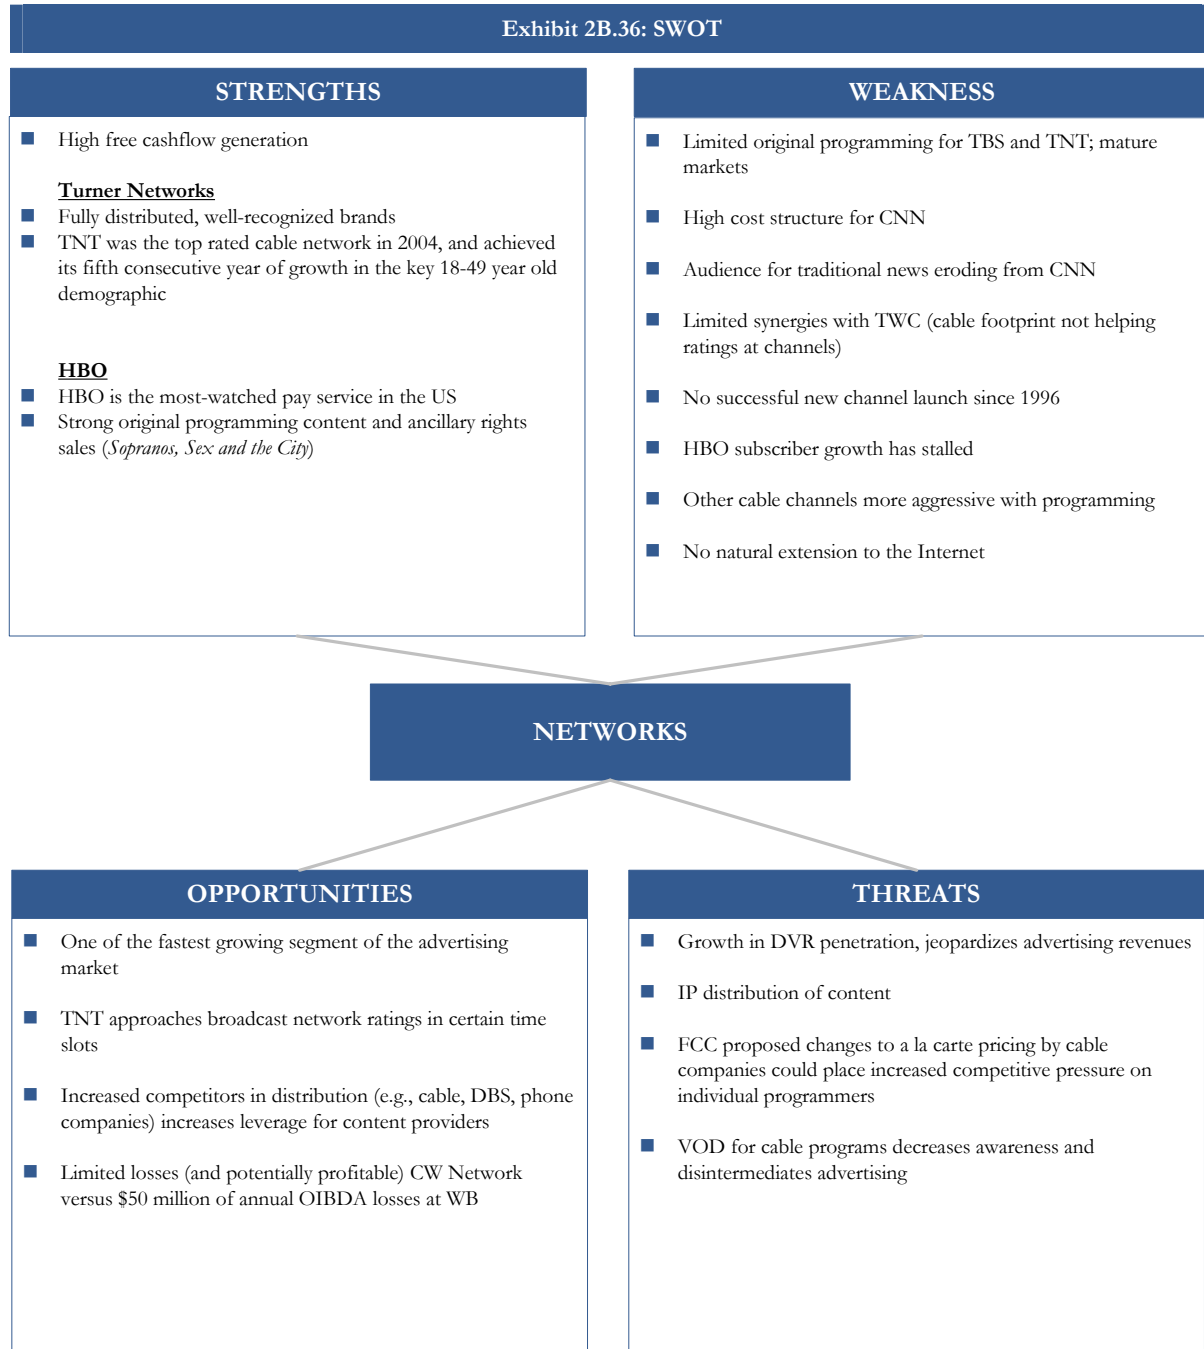 Exhibit 2B.36: SWOT
STRENGTHS
■ High free cashflow generation
Turner Networks
■ Fully distributed, well-recognized brands
■ TNT was the top rated cable network in 2004, and achieved
its fifth consecutive year of growth in the key 18-49 year old
demographic
HBO
■ HBO is the most-watched pay service in the US
■ Strong original programming content and ancillary rights
sales (Sopranos, Sex and the City)
WEAKNESS
■ Limited original programming for TBS and TNT; mature
markets
■ High cost structure for CNN
■ Audience for traditional news eroding from CNN
■ Limited synergies with TWC (cable footprint not helping
ratings at channels)
■ No successful new channel launch since 1996
■ HBO subscriber growth has stalled
■ Other cable channels more aggressive with programming
■ No natural extension to the Internet
NETWORKS
OPPORTUNITIES
■ One of the fastest growing segment of the advertising
market
■ TNT approaches broadcast network ratings in certain time
slots
■ Increased competitors in distribution (e.g., cable, DBS, phone
companies) increases leverage for content providers
■ Limited losses (and potentially profitable) CW Network
versus $50 million of annual OIBDA losses at WB
THREATS
■ Growth in DVR penetration, jeopardizes advertising revenues
■ IP distribution of content
■ FCC proposed changes to a la carte pricing by cable
companies could place increased competitive pressure on
individual programmers
■ VOD for cable programs decreases awareness and
disintermediates advertising